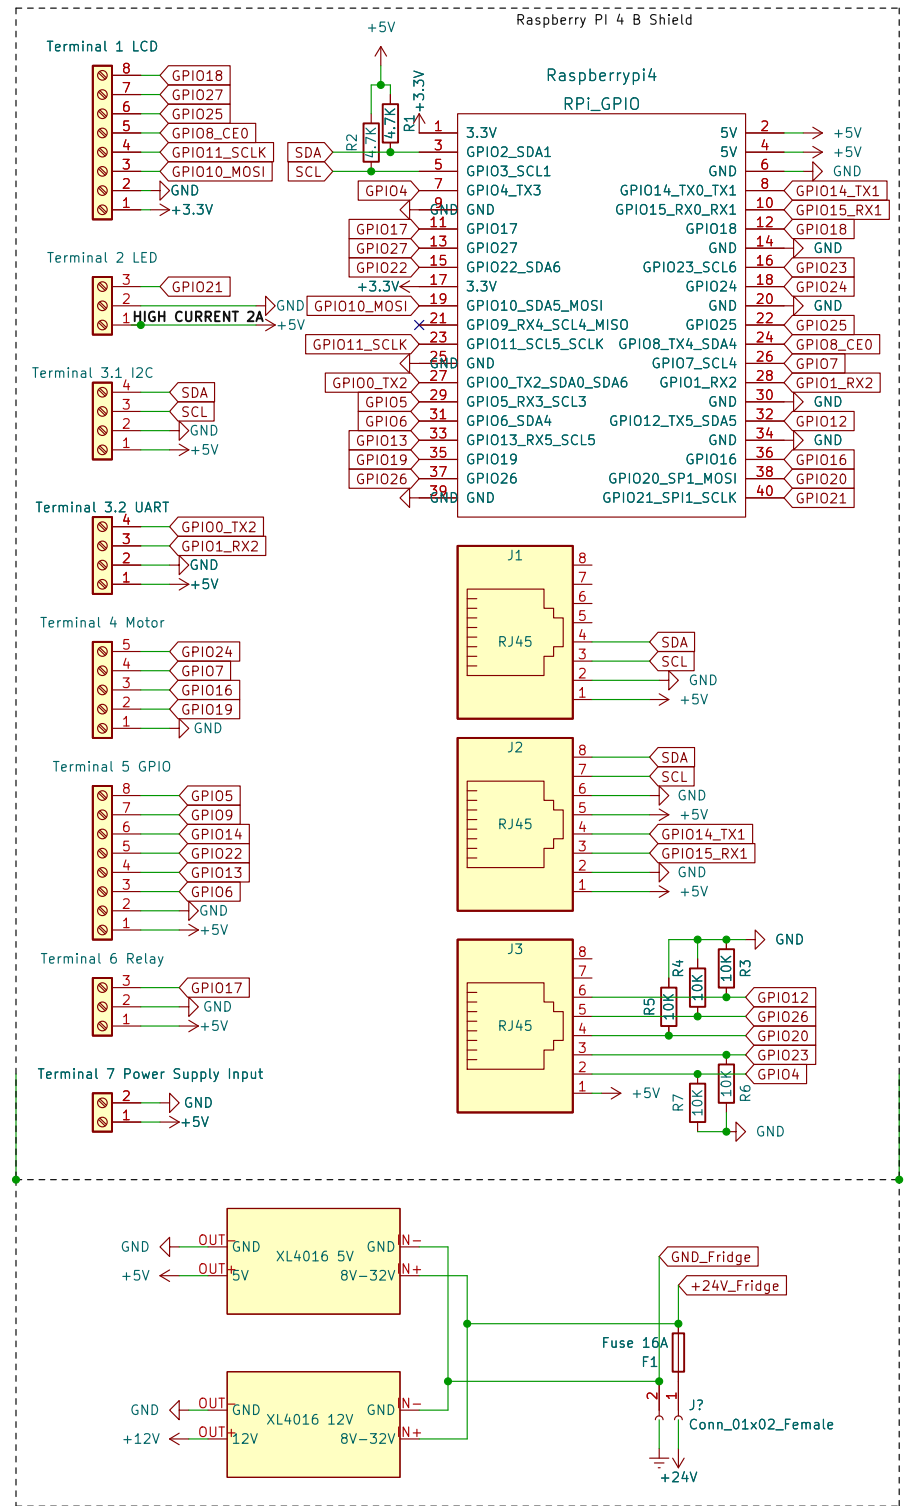 Raspberry PI 4 B Shield
Terminal 1 LCD
8 GPIO18
7 GPIO27
6 GPIO25
5 GPIO8_CE0
4 GPIO11_SCLK
3 GPIO10_MOSI
2 GND
1 +3.3V
Terminal 2 LED
3 GPIO21
2 GND
HIGH CURRENT 2A
1 +5V
Terminal 3.1 I2C
4 SDA
3 SCL
2 GND
1 +5V
Terminal 3.2 UART
4 GPIO0_TX2
3 GPIO1_RX2
2 GND
1 +5V
Terminal 4 Motor
5 GPIO24
4 GPIO7
3 GPIO16
2 GPIO19
1 GND
Terminal 5 GPIO
8 GPIO5
7 GPIO9
6 GPIO14
5 GPIO22
4 GPIO13
3 GPIO6
2 GND
1 +5V
Terminal 6 Relay
3 GPIO17
2 GND
1 +5V
Terminal 7 Power Supply Input
2 GND
1 +5V
+5V
R2 4.7K
R1 4.7K
+3.3V
Raspberrypi4
RPi_GPIO
1 3.3V 5V 2 +5V
SDA 3 GPIO2_SDA1 5V 4 +5V
SCL 5 GPIO3_SCL1 GND 6 GND
GPIO4 7 GPIO4_TX3 GPIO14_TX0_TX1 8 GPIO14_TX1
GND 9 GND GPIO15_RX0_RX1 10 GPIO15_RX1
GPIO17 11 GPIO17 GPIO18 12 GPIO18
GPIO27 13 GPIO27 GND 14 GND
GPIO22 15 GPIO22_SDA6 GPIO23_SCL6 16 GPIO23
+3.3V 17 3.3V GPIO24 18 GPIO24
GPIO10_MOSI 19 GPIO10_SDA5_MOSI GND 20 GND
21 GPIO9_RX4_SCL4_MISO GPIO25 22 GPIO25
GPIO11_SCLK 23 GPIO11_SCL5_SCLK GPIO8_TX4_SDA4 24 GPIO8_CE0
GND 25 GND GPIO7_SCL4 26 GPIO7
GPIO0_TX2 27 GPIO0_TX2_SDA0_SDA6 GPIO1_RX2 28 GPIO1_RX2
GPIO5 29 GPIO5_RX3_SCL3 GND 30 GND
GPIO6 31 GPIO6_SDA4 GPIO12_TX5_SDA5 32 GPIO12
GPIO13 33 GPIO13_RX5_SCL5 GND 34 GND
GPIO19 35 GPIO19 GPIO16 36 GPIO16
GPIO26 37 GPIO26 GPIO20_SP1_MOSI 38 GPIO20
GND 39 GND GPIO21_SPI1_SCLK 40 GPIO21
J1
RJ45
8
7
6
5
4 SDA
3 SCL
2 GND
1 +5V
J2
RJ45
8 SDA
7 SCL
6 GND
5 +5V
4 GPIO14_TX1
3 GPIO15_RX1
2 GND
1 +5V
J3
RJ45
GND
R5 10K
R4 10K
R3 10K
8
7
6 GPIO12
5 GPIO26
4 GPIO20
3 GPIO23
2 GPIO4
1 +5V
R7 10K
R6 10K
GND
XL4016 5V
GND OUT- GND GND IN-
+5V OUT+ 5V 8V-32V IN+
XL4016 12V
GND OUT- GND GND IN-
+12V OUT+ 12V 8V-32V IN+
GND_Fridge
+24V_Fridge
Fuse 16A
F1
2 1
J?
Conn_01x02_Female
+24V